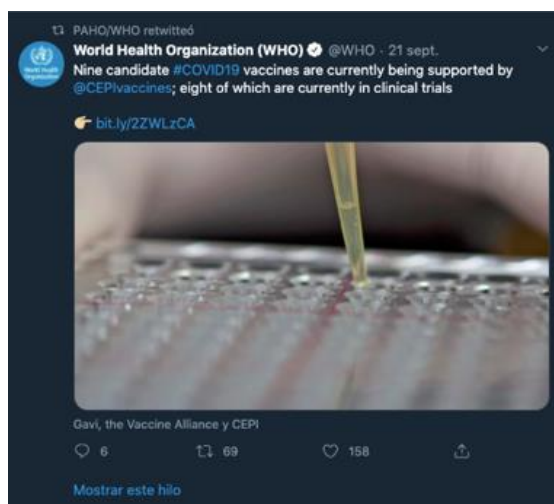 PAHO/WHO retwitteó
World Health Organization (WHO) @WHO · 21 sept.
Nine candidate #COVID19 vaccines are currently being supported by
@CEPIvaccines; eight of which are currently in clinical trials
👉🏼 bit.ly/2ZWLzCA
Gavi, the Vaccine Alliance y CEPI
6 69 158
Mostrar este hilo